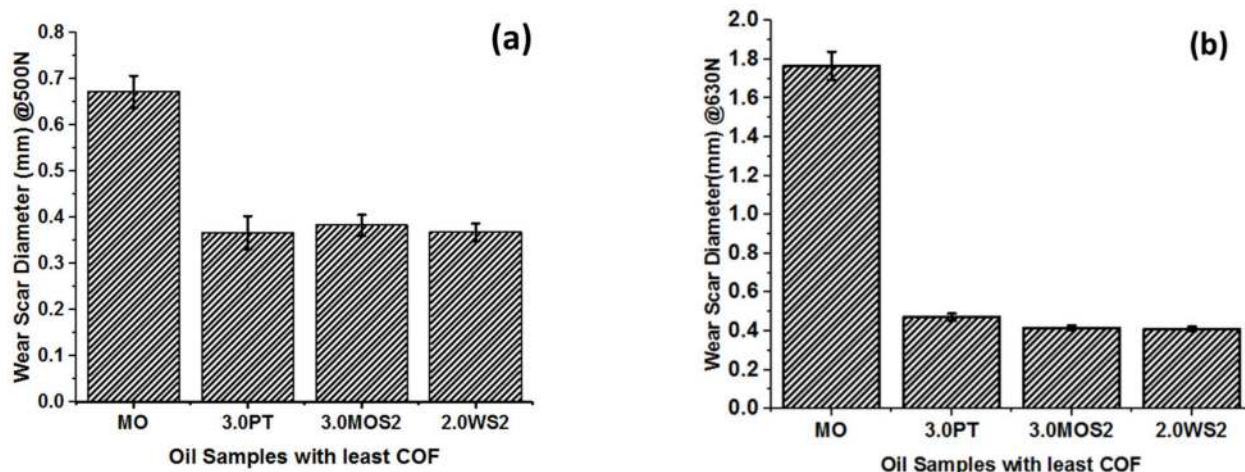 (a)
Wear Scar Diameter (mm) @500N
0.8
0.7
0.6
0.5
0.4
0.3
0.2
0.1
0.0
MO 3.0PT 3.0MOS2 2.0WS2
Oil Samples with least COF
(b)
Wear Scar Diameter(mm) @630N
2.0
1.8
1.6
1.4
1.2
1.0
0.8
0.6
0.4
0.2
0.0
MO 3.0PT 3.0MOS2 2.0WS2
Oil Samples with least COF